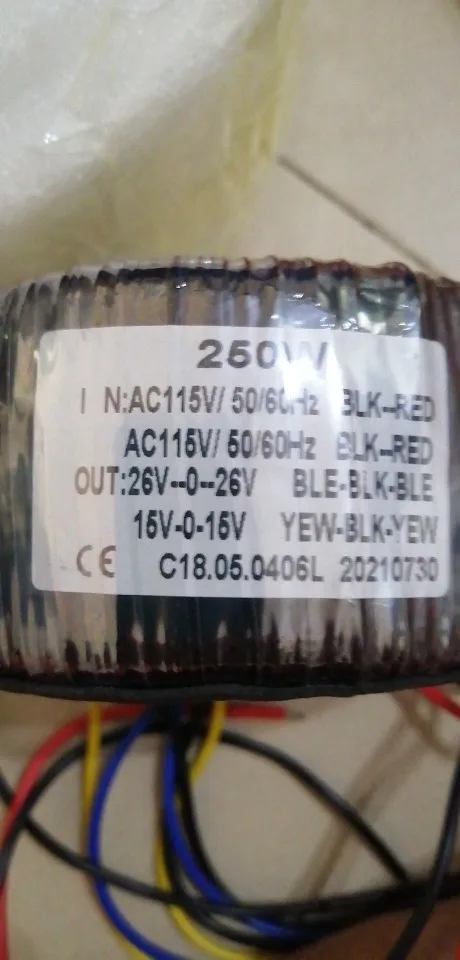 250W
I N:AC115V/ 50/60Hz BLK--RED
AC115V/ 50/60Hz BLK--RED
OUT:26V--0--26V BLE-BLK-BLE
15V-0-15V YEW-BLK-YEW
CE C18.05.0406L 20210730